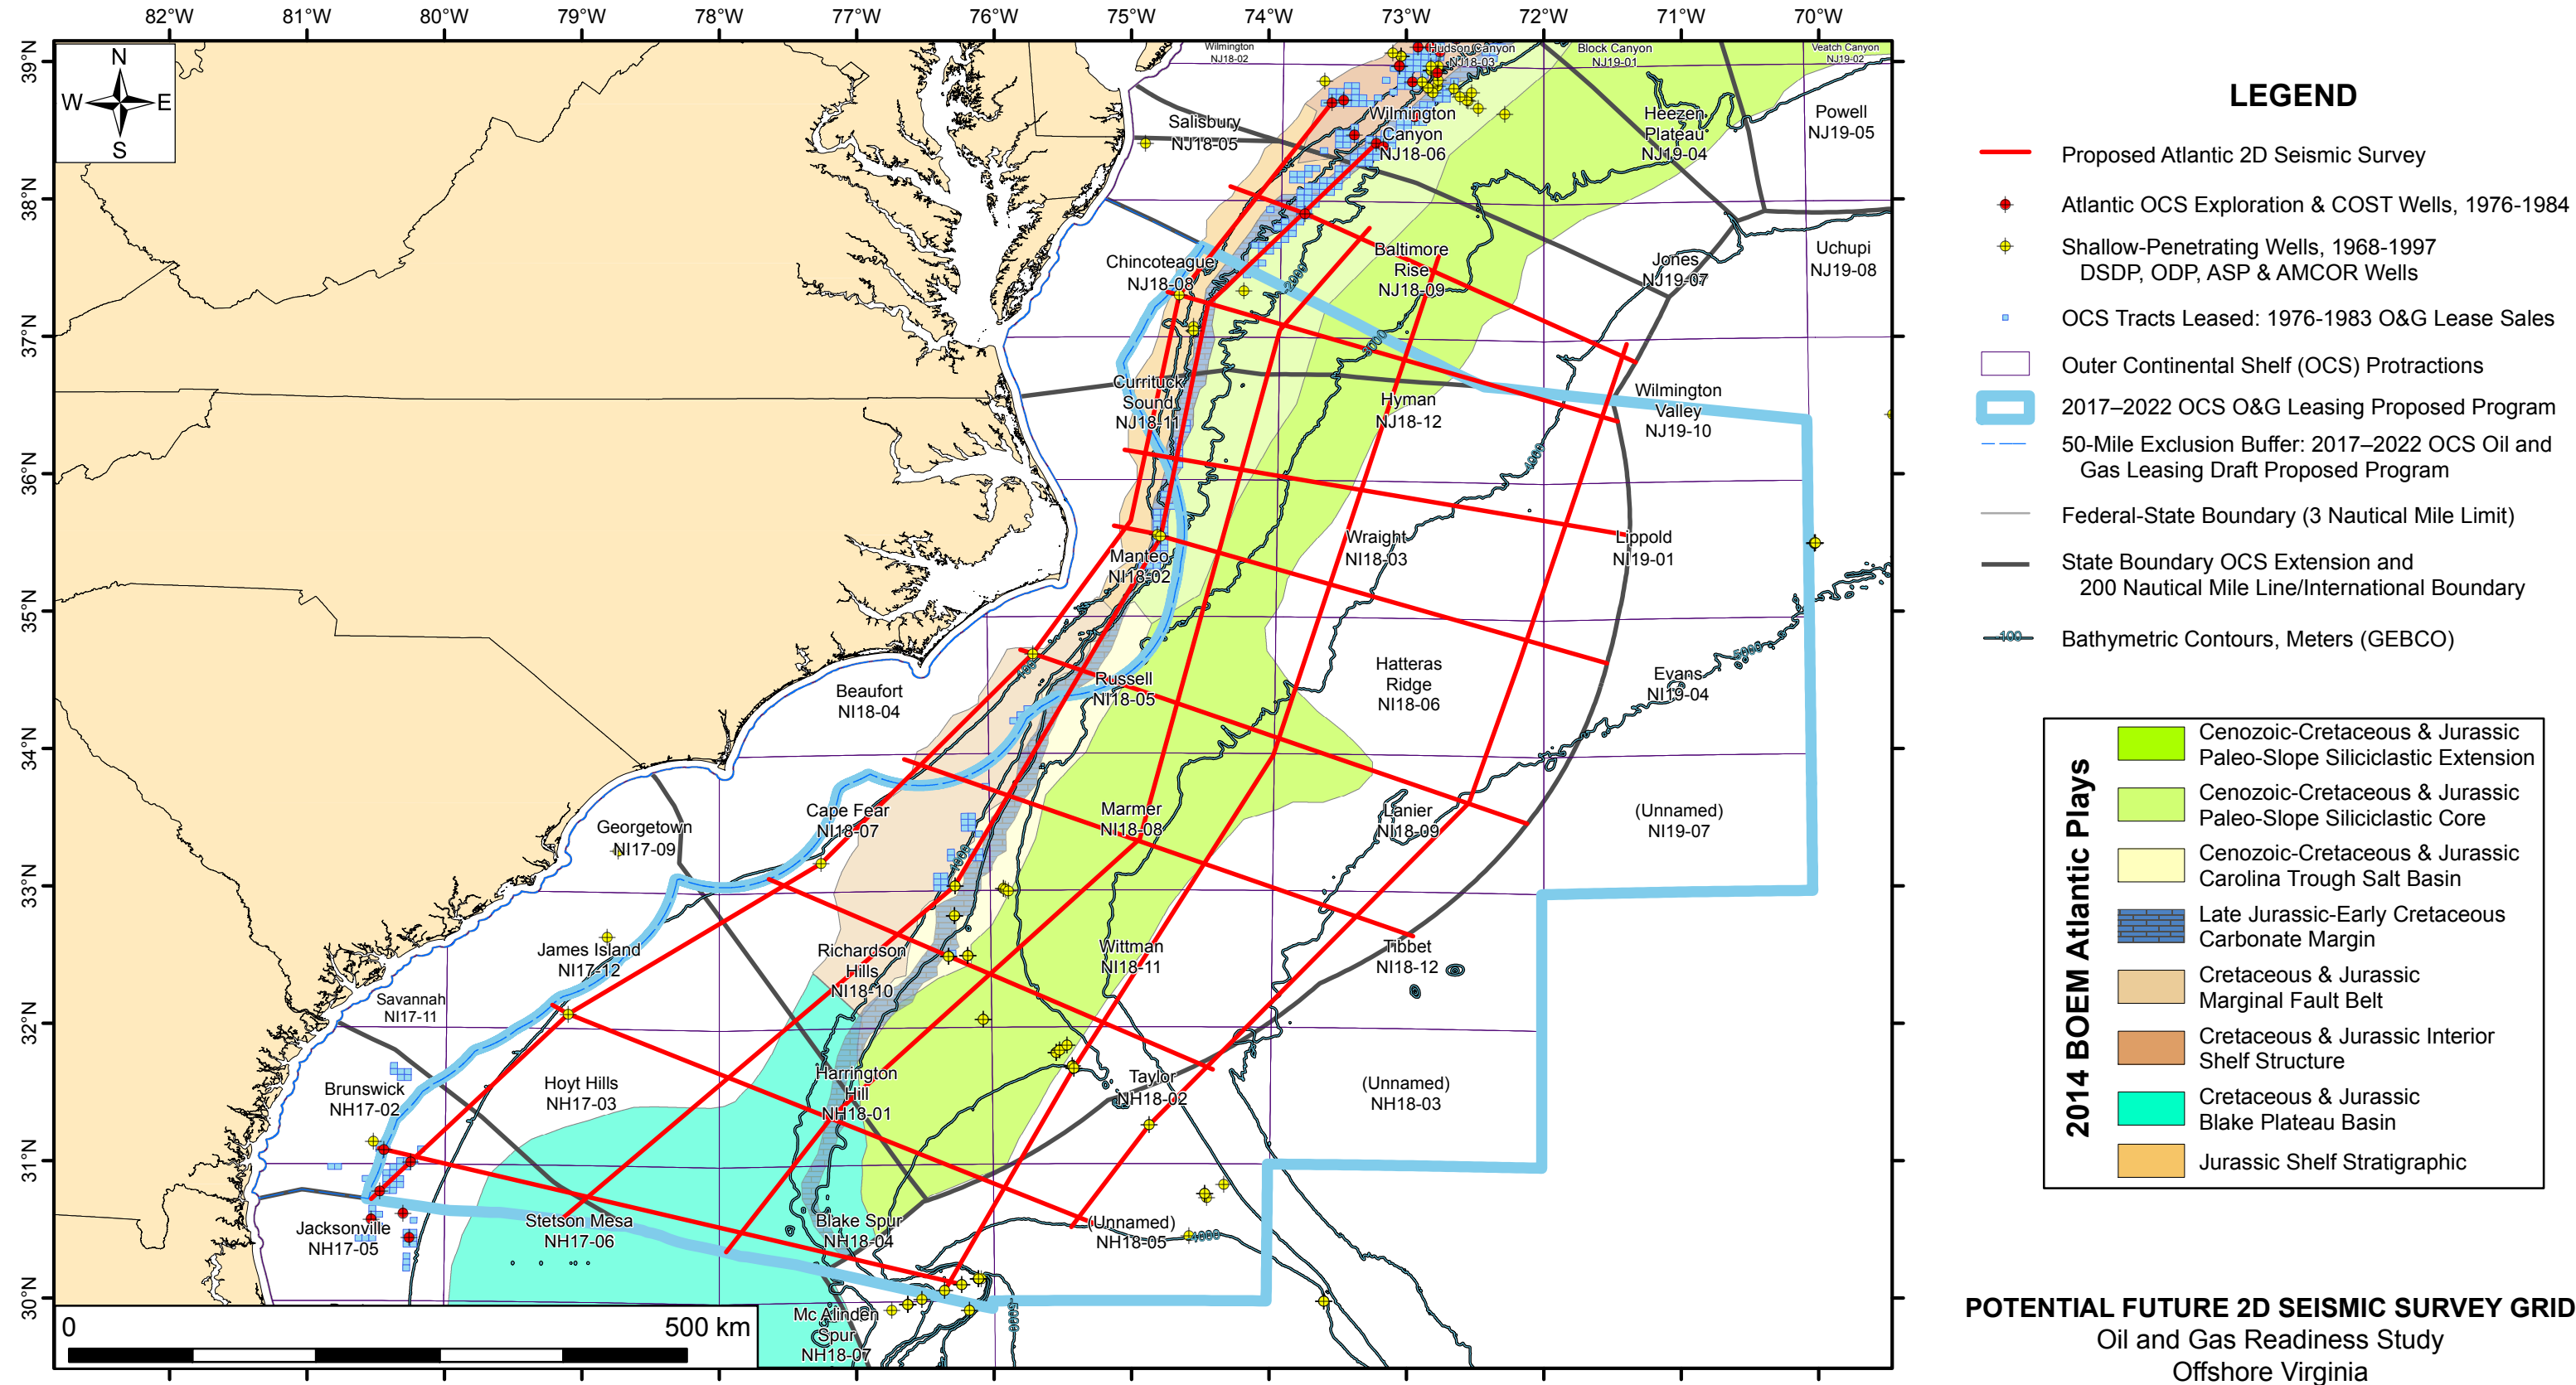 82°W 81°W 80°W 79°W 78°W 77°W 76°W 75°W 74°W 73°W 72°W 71°W 70°W
39°N
38°N
37°N
36°N
35°N
34°N
33°N
32°N
31°N
30°N
N
W E
S
Wilmington
NJ18-02
Hudson Canyon
NJ18-03
Block Canyon
NJ19-01
Veatch Canyon
NJ19-02
Salisbury
NJ18-05
Wilmington
Canyon
NJ18-06
Heezen
Plateau
NJ19-04
Powell
NJ19-05
Chincoteague
NJ18-08
Baltimore
Rise
NJ18-09
Jones
NJ19-07
Uchupi
NJ19-08
Currituck
Sound
NJ18-11
Hyman
NJ18-12
Wilmington
Valley
NJ19-10
Manteo
NI18-02
Wraight
NI18-03
Lippold
NI19-01
Beaufort
NI18-04
Russell
NI18-05
Hatteras
Ridge
NI18-06
Evans
NI19-04
Georgetown
NI17-09
Cape Fear
NI18-07
Marmer
NI18-08
Lanier
NI18-09
(Unnamed)
NI19-07
James Island
NI17-12
Richardson
Hills
NI18-10
Wittman
NI18-11
Tibbet
NI18-12
Savannah
NI17-11
Brunswick
NH17-02
Hoyt Hills
NH17-03
Harrington
Hill
NH18-01
Taylor
NH18-02
(Unnamed)
NH18-03
Jacksonville
NH17-05
Stetson Mesa
NH17-06
Blake Spur
NH18-04
(Unnamed)
NH18-05
Mc Alinden
Spur
NH18-07
-2000
-3000
-4000
-5000
-100
-1000
-4000
-5000
0 500 km
LEGEND
Proposed Atlantic 2D Seismic Survey
Atlantic OCS Exploration & COST Wells, 1976-1984
Shallow-Penetrating Wells, 1968-1997
DSDP, ODP, ASP & AMCOR Wells
OCS Tracts Leased: 1976-1983 O&G Lease Sales
Outer Continental Shelf (OCS) Protractions
2017–2022 OCS O&G Leasing Proposed Program
50-Mile Exclusion Buffer: 2017–2022 OCS Oil and
Gas Leasing Draft Proposed Program
Federal-State Boundary (3 Nautical Mile Limit)
State Boundary OCS Extension and
200 Nautical Mile Line/International Boundary
-100 Bathymetric Contours, Meters (GEBCO)
2014 BOEM Atlantic Plays
Cenozoic-Cretaceous & Jurassic
Paleo-Slope Siliciclastic Extension
Cenozoic-Cretaceous & Jurassic
Paleo-Slope Siliciclastic Core
Cenozoic-Cretaceous & Jurassic
Carolina Trough Salt Basin
Late Jurassic-Early Cretaceous
Carbonate Margin
Cretaceous & Jurassic
Marginal Fault Belt
Cretaceous & Jurassic Interior
Shelf Structure
Cretaceous & Jurassic
Blake Plateau Basin
Jurassic Shelf Stratigraphic
POTENTIAL FUTURE 2D SEISMIC SURVEY GRID
Oil and Gas Readiness Study
Offshore Virginia